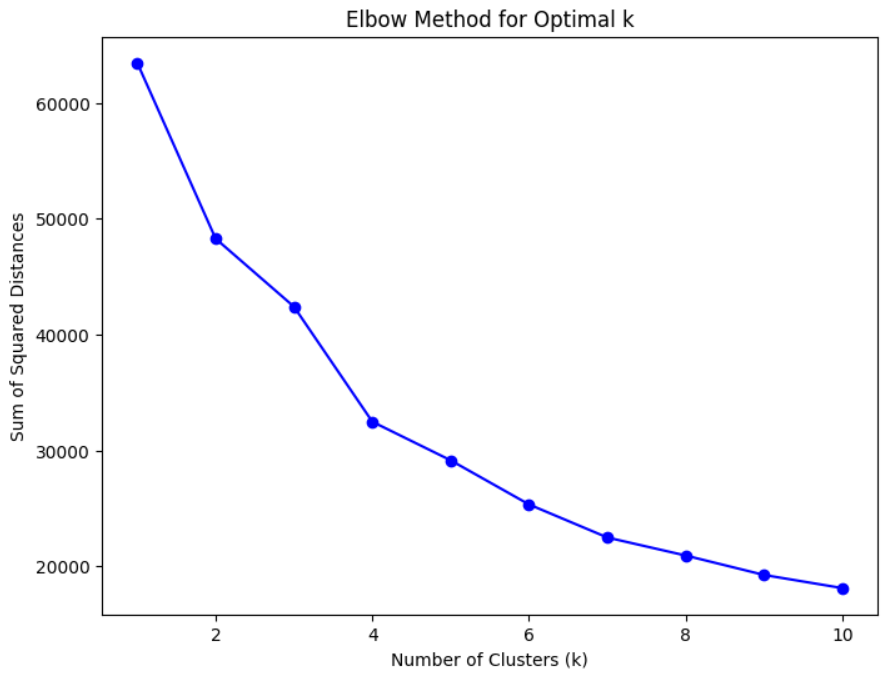 Elbow Method for Optimal k
60000
50000
40000
30000
20000
Sum of Squared Distances
2 4 6 8 10
Number of Clusters (k)